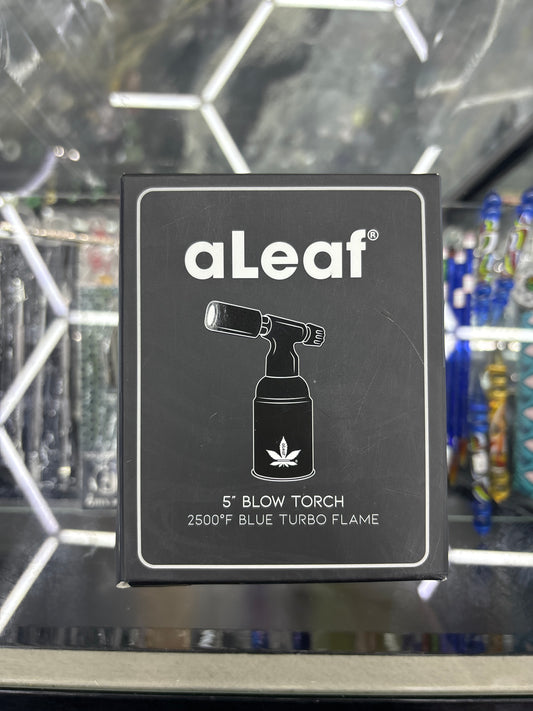 aLeaf®
5" BLOW TORCH
2500°F BLUE TURBO FLAME